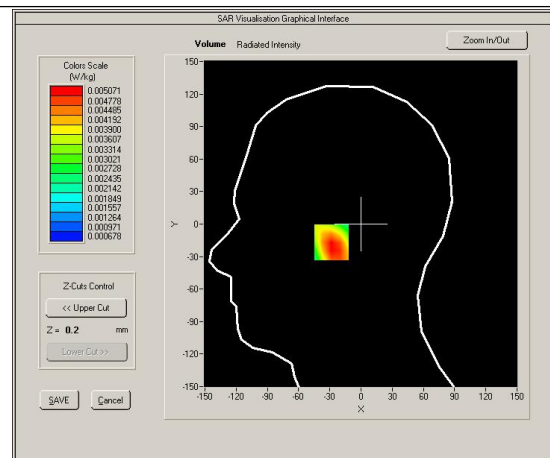 SAR Visualisation Graphical Interface
Volume Radiated Intensity
Zoom In/Out
Colors Scale
(W/kg)
0.005071
0.004778
0.004485
0.004192
0.003900
0.003607
0.003314
0.003021
0.002728
0.002435
0.002142
0.001849
0.001557
0.001264
0.000971
0.000678
Z-Cuts Control
<< Upper Cut
Z = 0.2 mm
Lower Cut >>
SAVE
Cancel
150-
120-
90-
60-
30-
0-
-30-
-60-
-90-
-120-
-150-
Y
-150 -120 -90 -60 -30 0 30 60 90 120 150
X